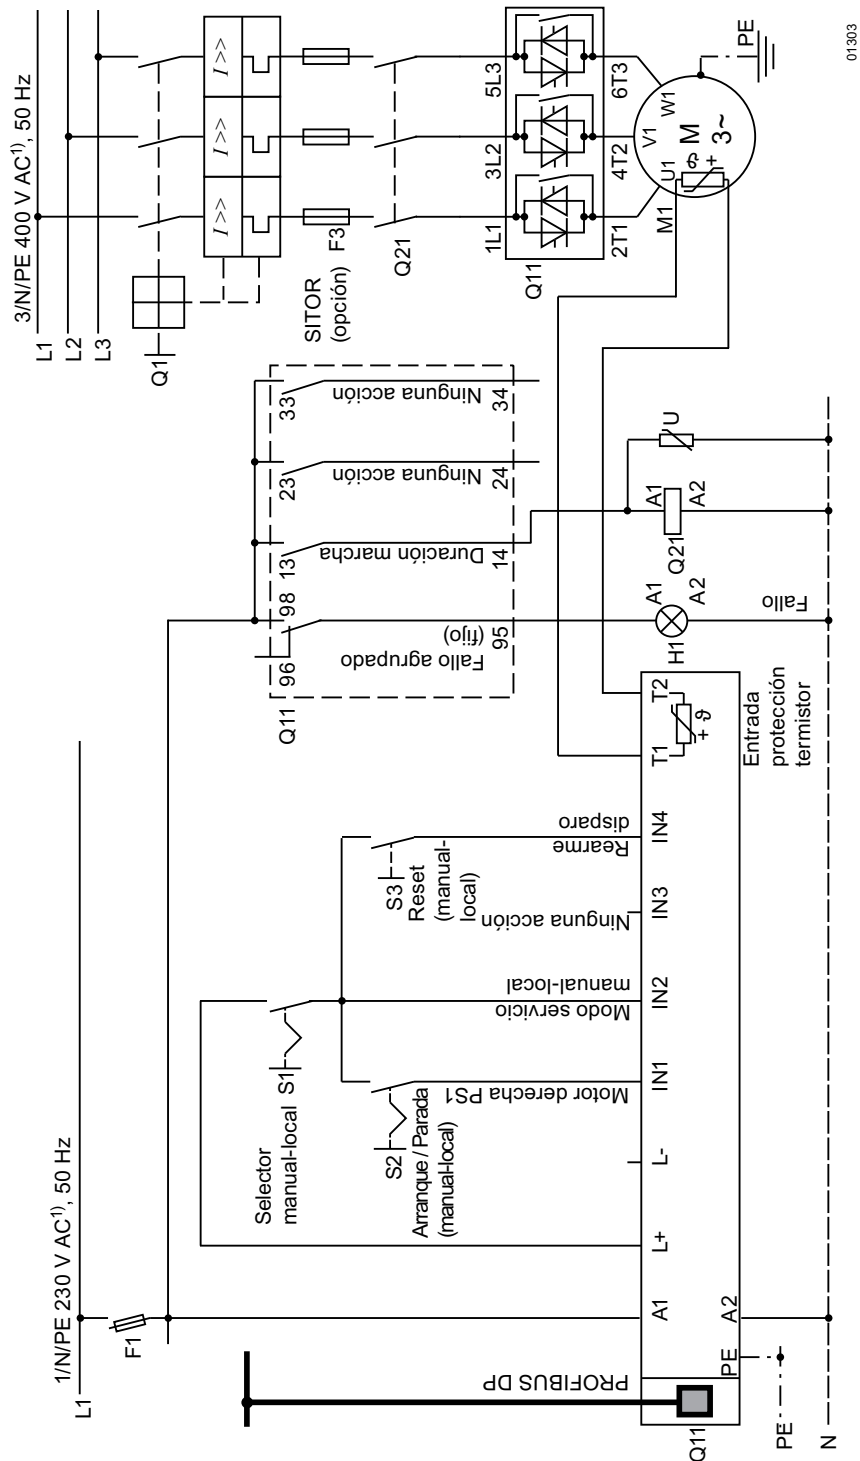 1/N/PE 230 V AC1), 50 Hz
L1
F1
PROFIBUS DP
Q11
PE
N
PE
A1
A2
L+
L-
IN1
IN2
IN3
IN4
T1
T2
+ ϑ
Entrada
protección
termistor
Selector
manual-local
S1
S2
Arranque / Parada
(manual-local)
Motor derecha PS1
Modo servicio
manual-local
Ninguna acción
S3
Reset
(manual-
local)
Rearme
disparo
Q11
96
98
95
Fallo agrupado
(fijo)
13
14
Duración marcha
23
24
Ninguna acción
33
34
Ninguna acción
H1
A1
A2
Fallo
Q21
A1
A2
U
3/N/PE 400 V AC1), 50 Hz
L1
L2
L3
Q1
I >>
I >>
I >>
SITOR
(opción)
F3
Q21
Q11
1L1
3L2
5L3
2T1
4T2
6T3
M1
U1
V1
W1
M
3~
ϑ +
PE
01303